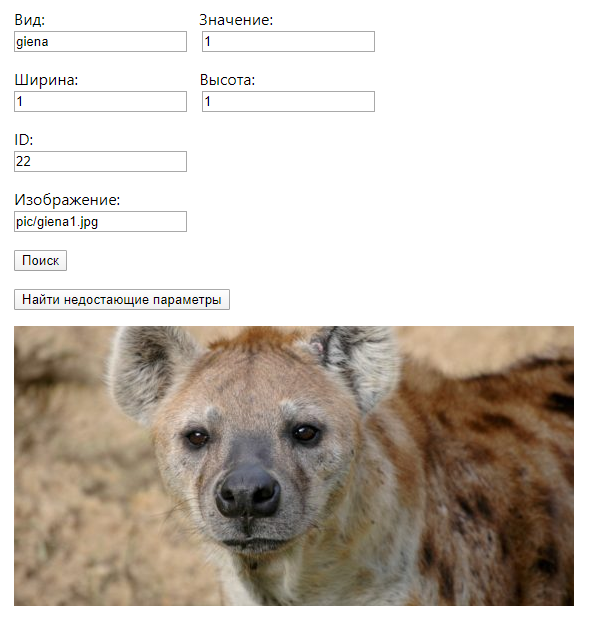 Вид: Значение:
giena 1
Ширина: Высота:
1 1
ID:
22
Изображение:
pic/giena1.jpg
Поиск
Найти недостающие параметры